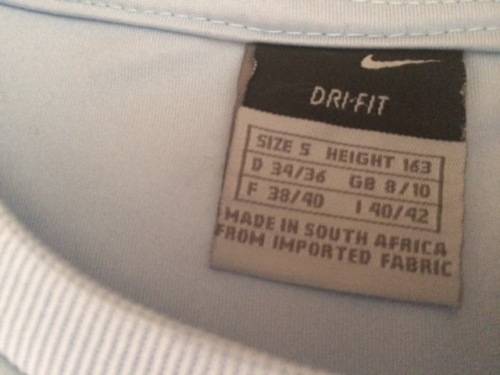 DRI-FIT
SIZE S HEIGHT 163
D 34/36 GB 8/10
F 38/40 I 40/42
MADE IN SOUTH AFRICA
FROM IMPORTED FABRIC